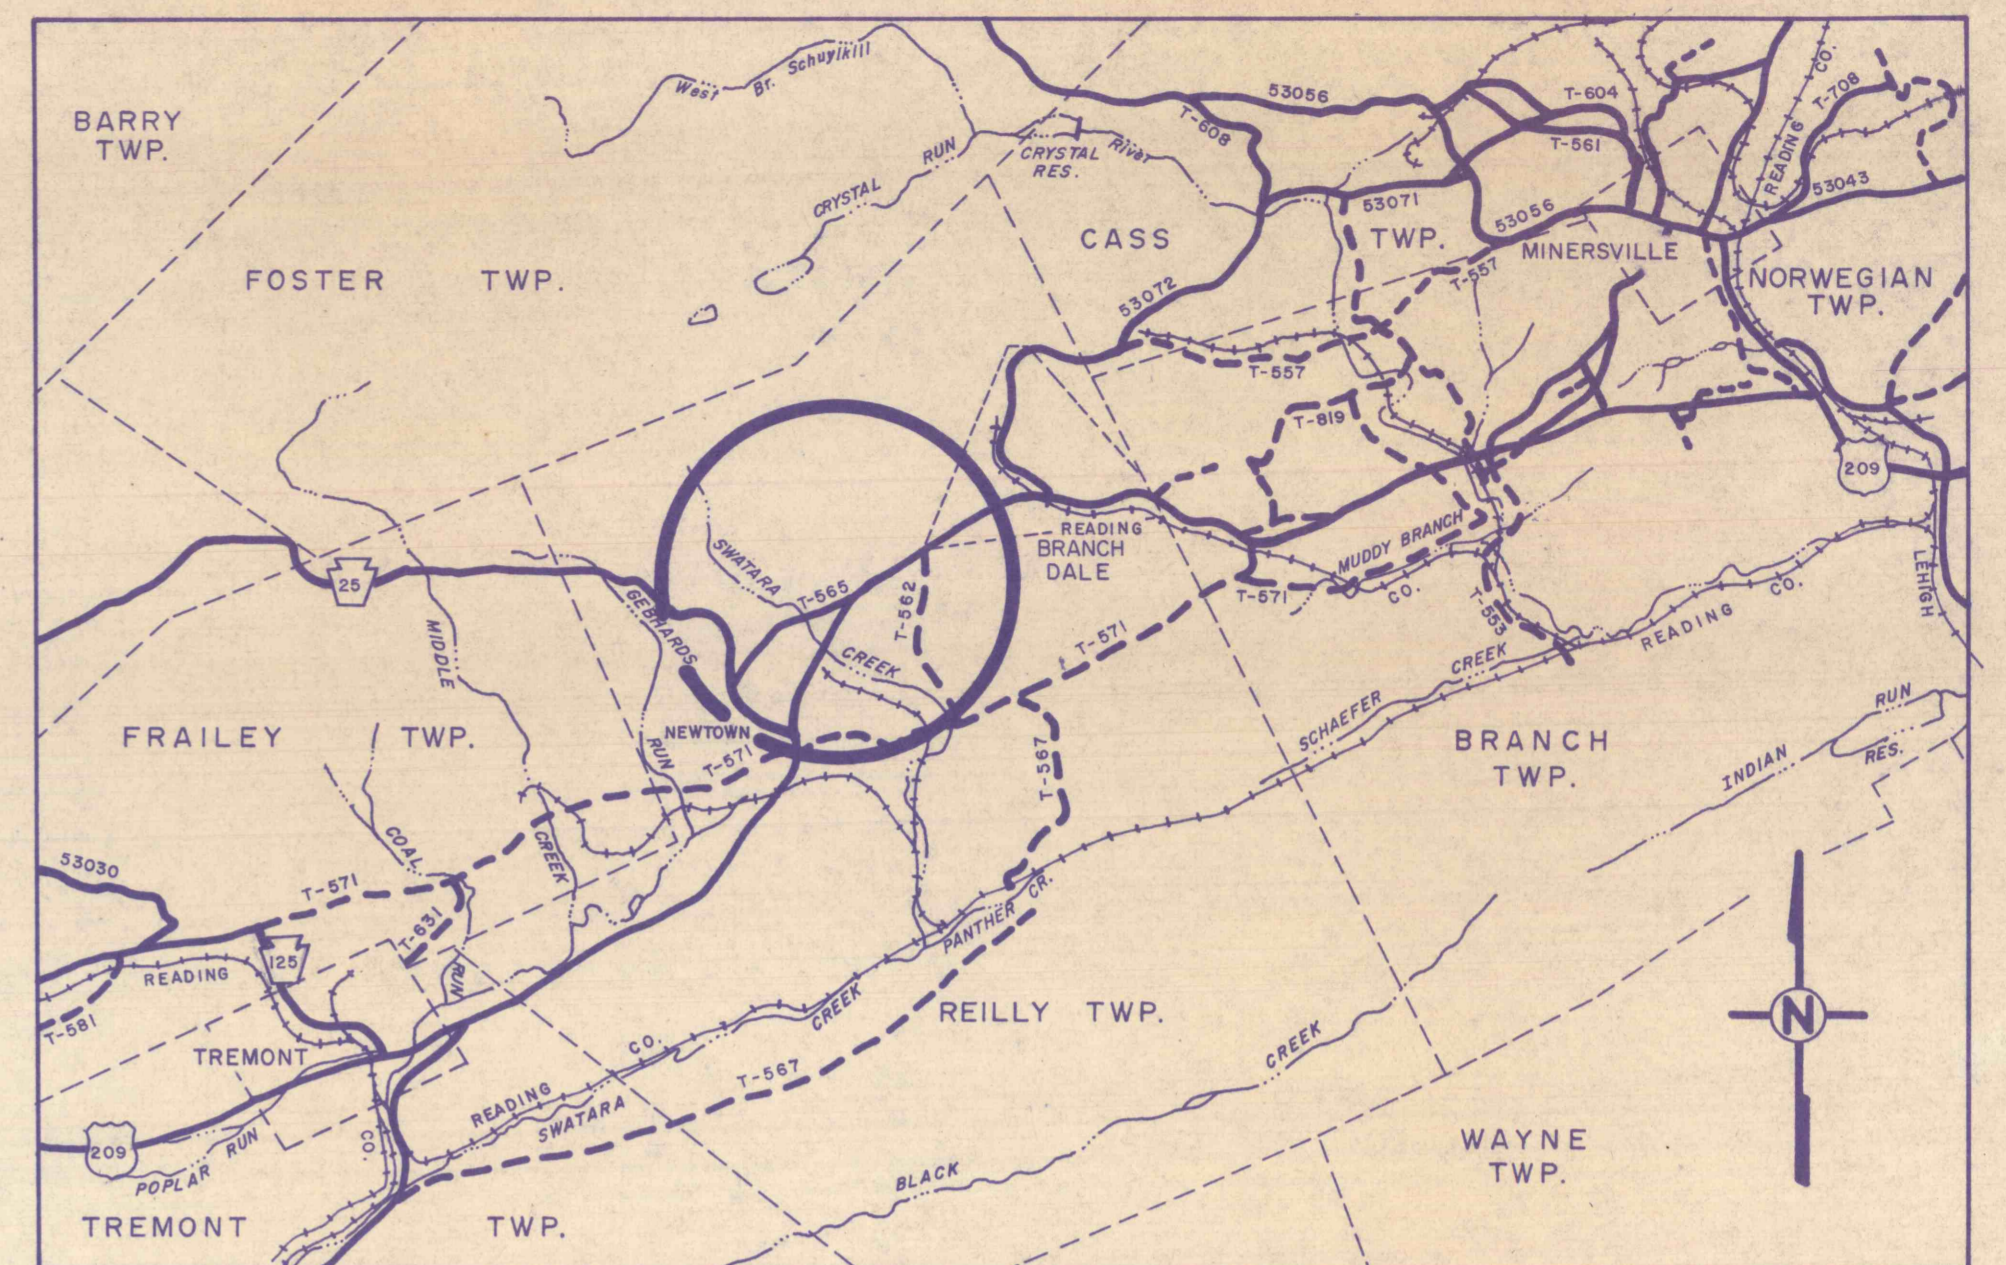 West Br. Schuylkill
BARRY
TWP.
53056
T-604
T-708
READING CO.
T-608
T-561
CRYSTAL RUN
CRYSTAL
RES.
River
53043
53071
53056
CASS TWP.
MINERSVILLE
FOSTER TWP.
T-557
NORWEGIAN
TWP.
53072
T-557
T-819
209
READING CO.
BRANCH
DALE
MUDDY BRANCH
SWATARA CREEK
T-565
T-562
25
GEBHARDS RUN
T-571
T-553
LEHIGH
MIDDLE CREEK
T-571
READING CO.
SCHAEFER CREEK
FRAILEY TWP.
NEWTOWN
T-571
T-567
BRANCH
TWP.
INDIAN RUN
RES.
COAL RUN
53030
T-571
T-631
PANTHER CR.
125
READING CO.
T-581
REILLY TWP.
N
TREMONT
READING CO.
SWATARA CREEK
T-567
BLACK CREEK
209
POPLAR RUN
WAYNE
TWP.
TREMONT TWP.